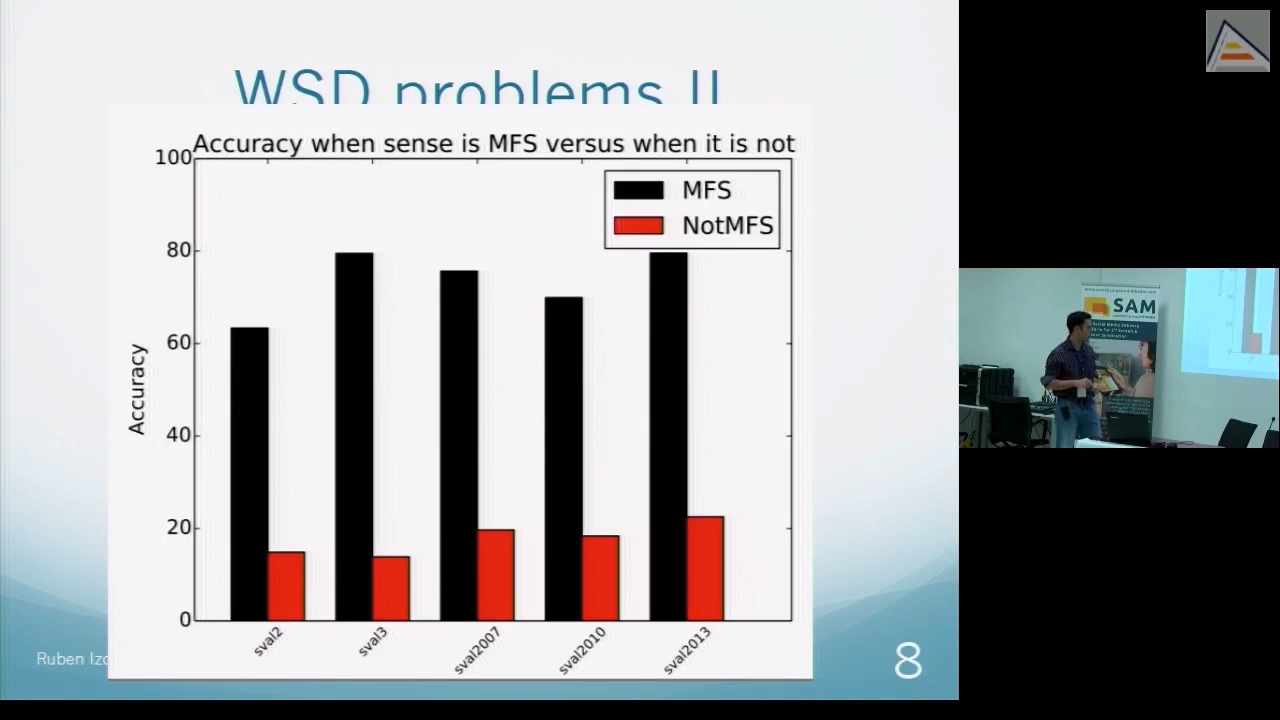 WSD problems II
Accuracy when sense is MFS versus when it is not
100
80
60
40
20
0
Accuracy
MFS
NotMFS
sval2
sval3
sval2007
sval2010
sval2013
Ruben
8
SAM